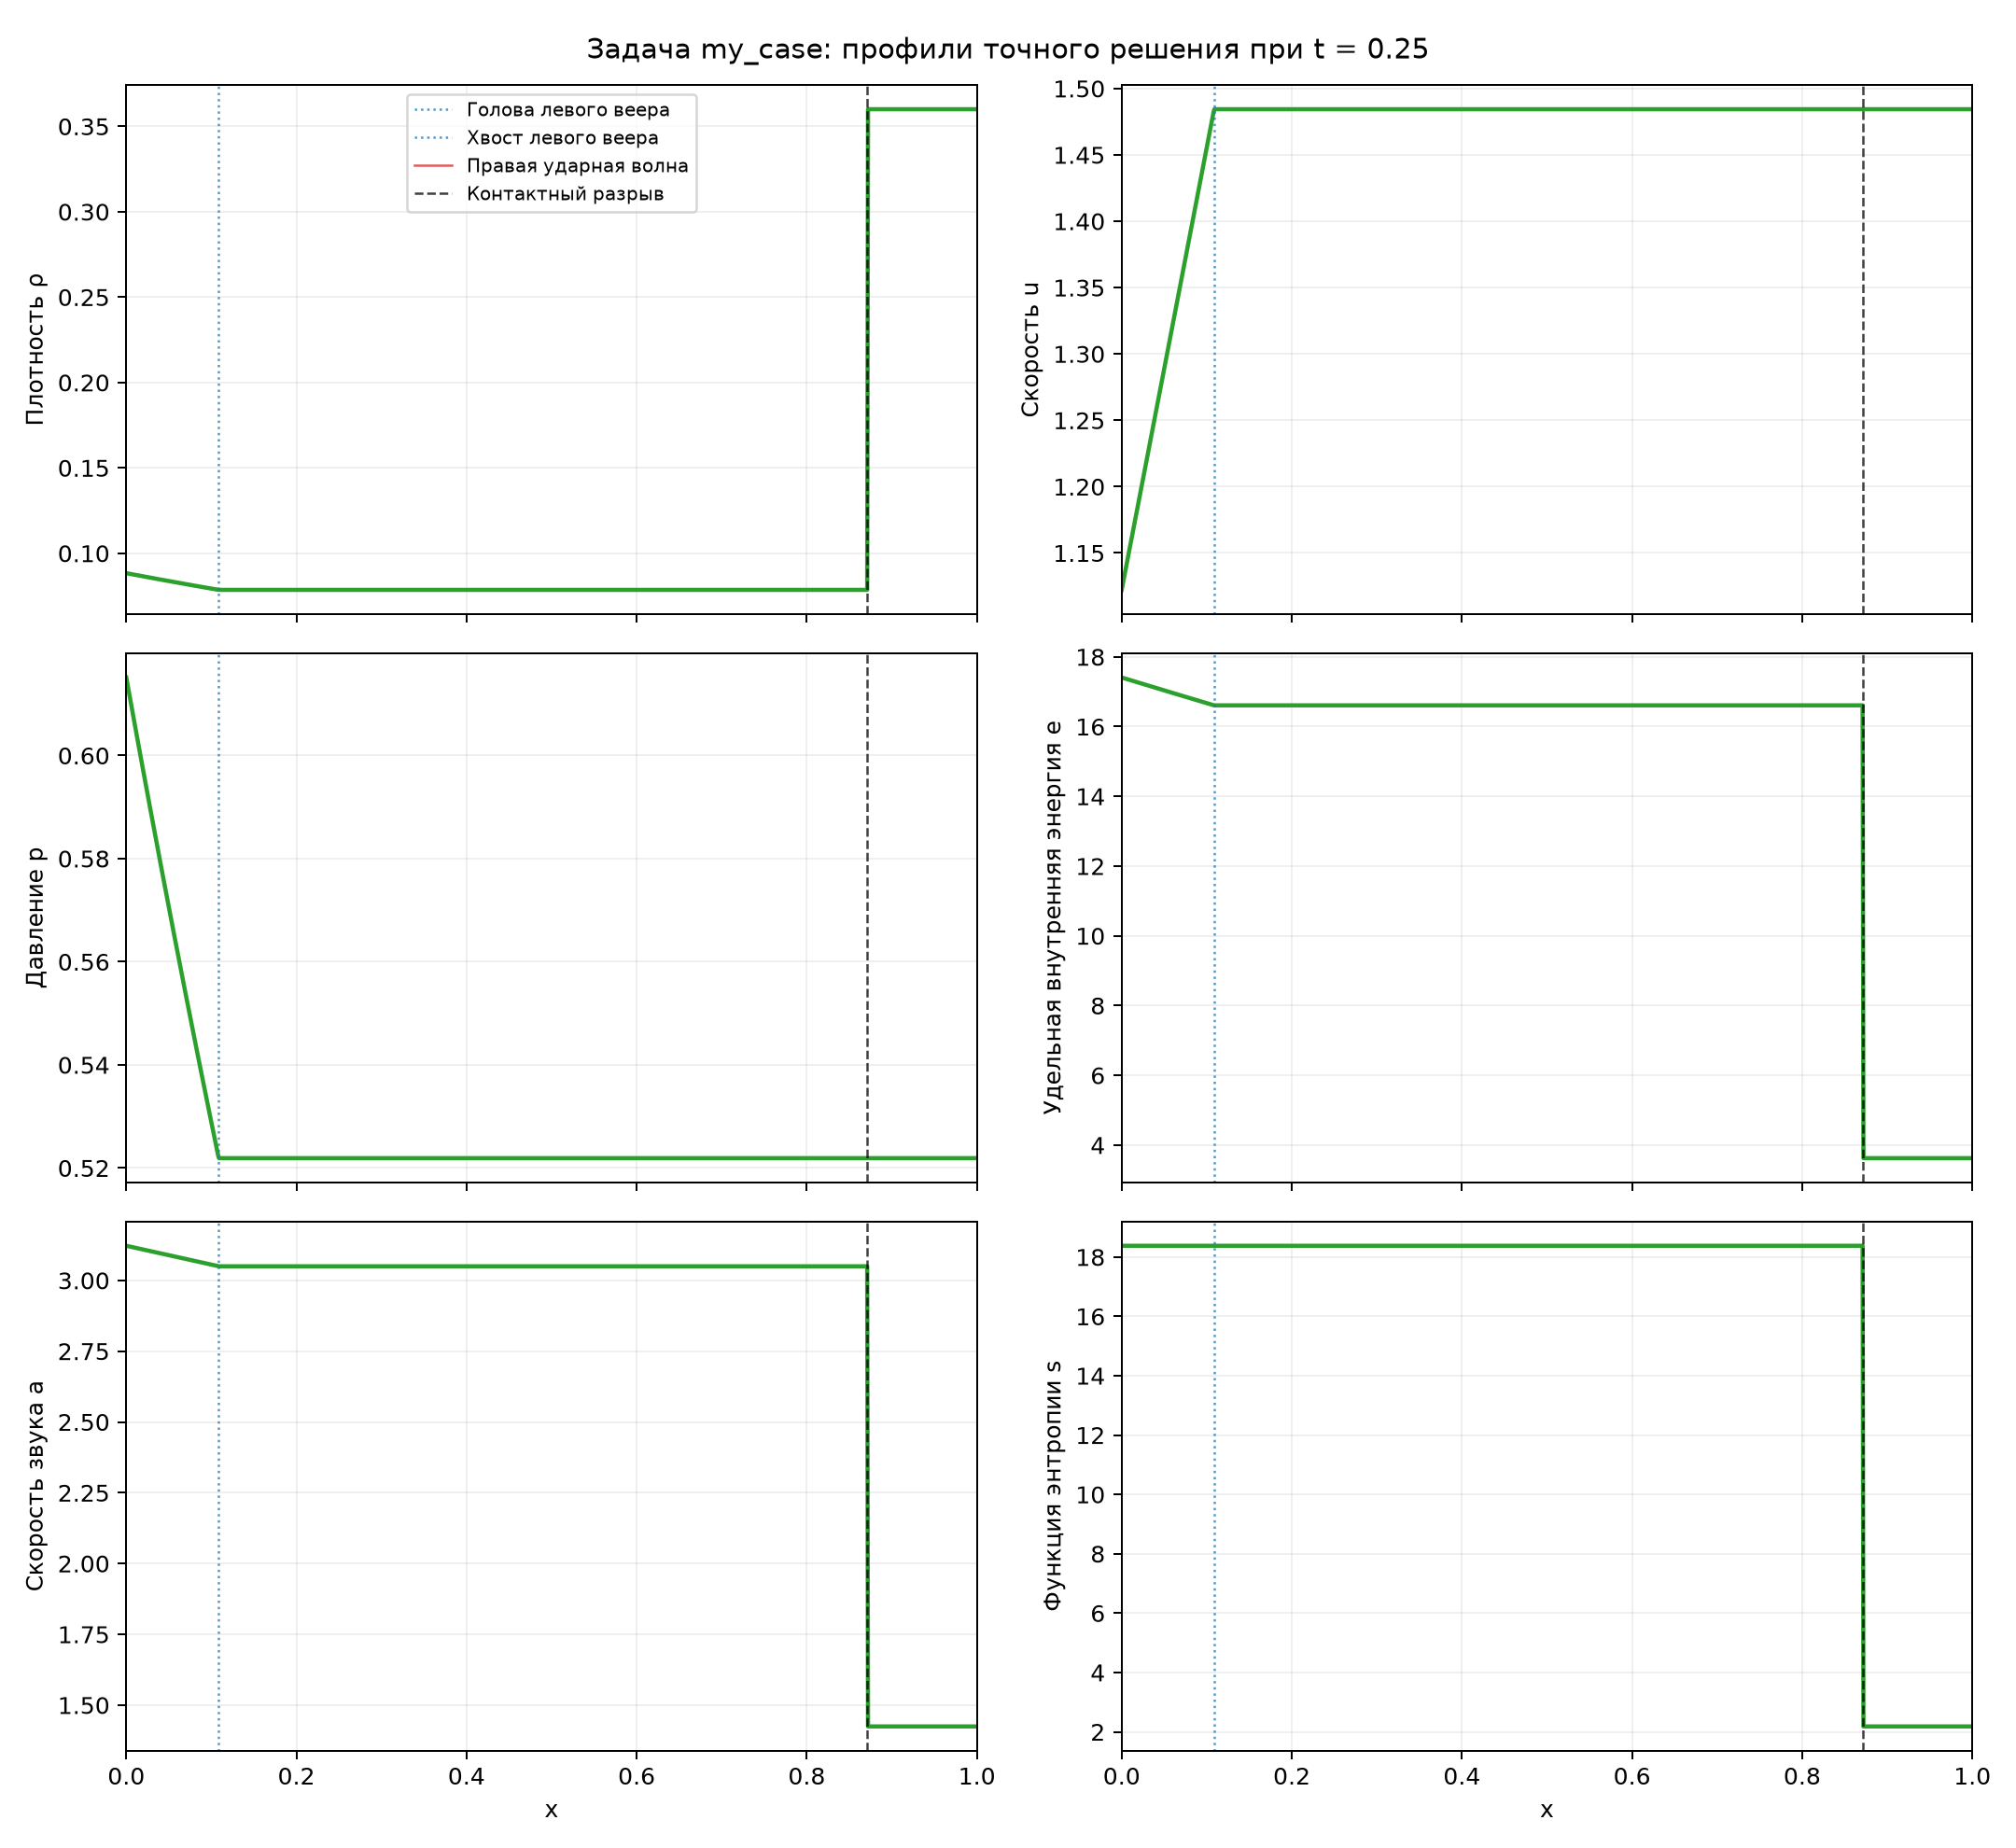 Задача my_case: профили точного решения при t = 0.25
Плотность ρ
0.35
0.30
0.25
0.20
0.15
0.10
Голова левого веера
Хвост левого веера
Правая ударная волна
Контактный разрыв
Скорость u
1.50
1.45
1.40
1.35
1.30
1.25
1.20
1.15
Давление p
0.60
0.58
0.56
0.54
0.52
Удельная внутренняя энергия e
18
16
14
12
10
8
6
4
Скорость звука a
3.00
2.75
2.50
2.25
2.00
1.75
1.50
0.0 0.2 0.4 0.6 0.8 1.0
x
Функция энтропии s
18
16
14
12
10
8
6
4
2
0.0 0.2 0.4 0.6 0.8 1.0
x